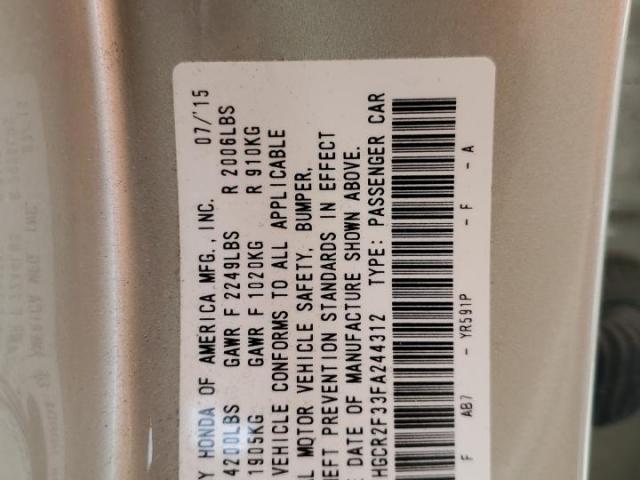 Y HONDA OF AMERICA MFG., INC. 07/'15
4200LBS GAWR F 2249LBS R 2006LBS
1905KG GAWR F 1020KG R 910KG
VEHICLE CONFORMS TO ALL APPLICABLE
L MOTOR VEHICLE SAFETY, BUMPER,
EFT PREVENTION STANDARDS IN EFFECT
E DATE OF MANUFACTURE SHOWN ABOVE.
HGCR2F33FA244312 TYPE: PASSENGER CAR
F AB7 - YR591P - F - A